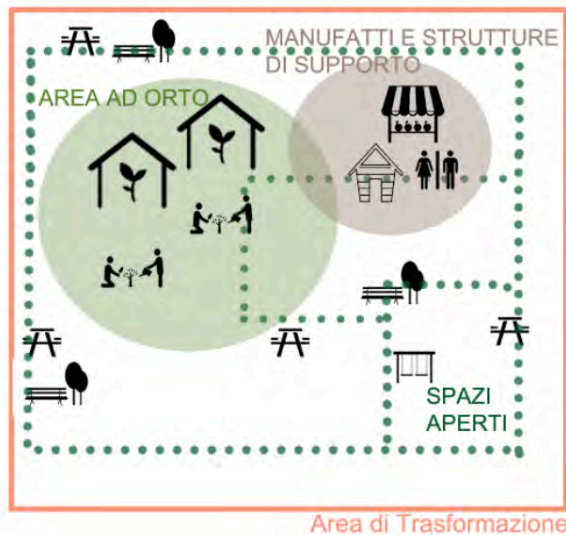 MANUFATTI E STRUTTURE
DI SUPPORTO
AREA AD ORTO
SPAZI
APERTI
Area di Trasformazione